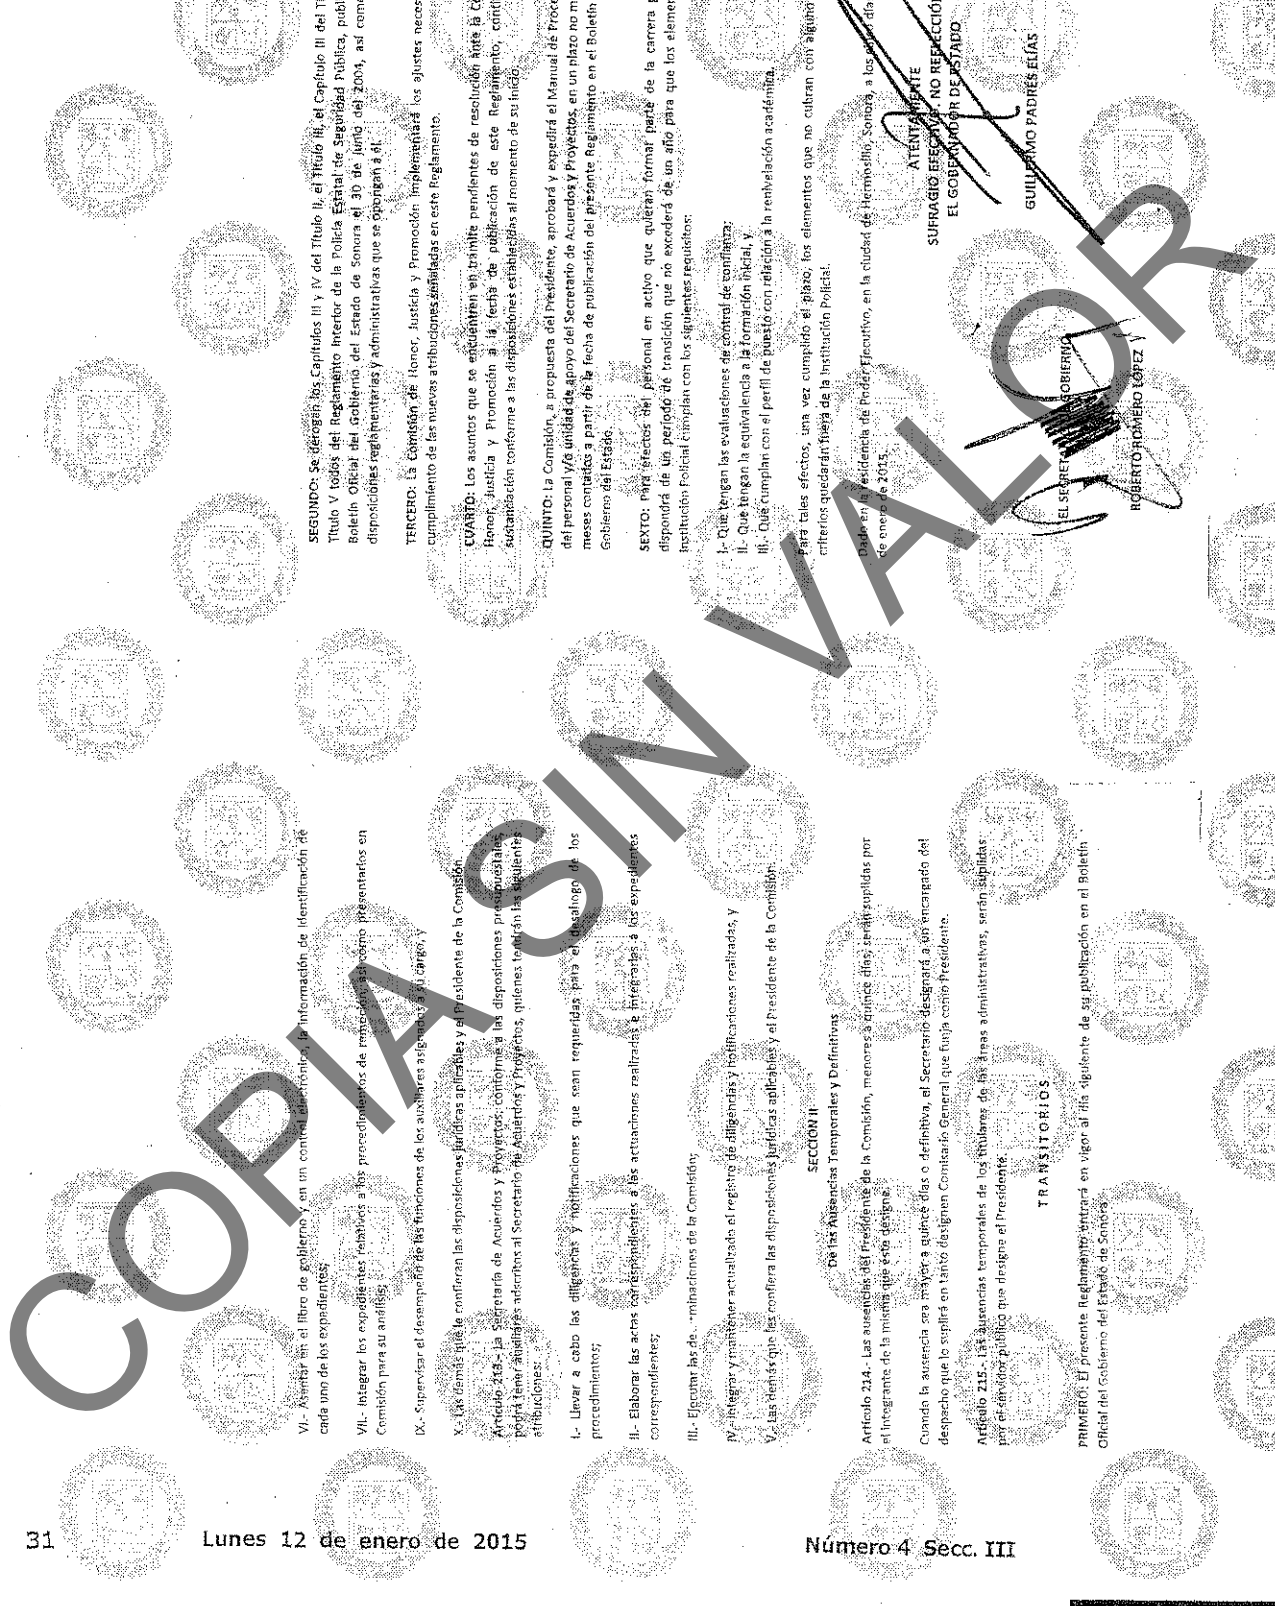 VI.- Asentar en el libro de gobierno y en un control electrónico, la información de identificación de
cada uno de los expedientes;
VII.- Integrar los expedientes relativos a los procedimientos de remoción, así como presentarlos en
Comisión para su análisis;
IX.- Supervisar el desempeño de las funciones de los auxiliares asignados a su cargo, y
X.- Las demás que le confieran las disposiciones jurídicas aplicables y el Presidente de la Comisión.
Artículo 213.- La Secretaría de Acuerdos y Proyectos, conforme a las disposiciones presupuestales,
podrá tener auxiliares adscritos al Secretario de Acuerdos y Proyectos, quienes tendrán las siguientes
atribuciones:
I.- Llevar a cabo las diligencias y notificaciones que sean requeridas para el desahogo de los
procedimientos;
II.- Elaborar las actas correspondientes a las actuaciones realizadas e integrarlas a los expedientes
correspondientes;
III.- Ejecutar las de minaciones de la Comisión;
IV.- Integrar y mantener actualizado el registro de diligencias y notificaciones realizadas, y
V.- Las demás que les confiera las disposiciones jurídicas aplicables y el Presidente de la Comisión.
SECCION II
De las Ausencias Temporales y Definitivas
Artículo 214.- Las ausencias del Presidente de la Comisión, menores a quince días, serán suplidas por
el integrante de la misma que éste designe.
Cuando la ausencia sea mayor a quince días o definitiva, el Secretario designará a un encargado del
despacho que lo suplirá en tanto designen Comisario General que funja como Presidente.
Artículo 215.- Las ausencias temporales de los titulares de las áreas administrativas, serán suplidas
por el servidor público que designe el Presidente.
TRANSITORIOS
PRIMERO: El presente Reglamento entrará en vigor al día siguiente de su publicación en el Boletín
Oficial del Gobierno del Estado de Sonora
SEGUNDO: Se derogan los Capítulos III y IV del Título II, el Título III, el Capítulo III del T
Título V todos del Reglamento Interior de la Policía Estatal de Seguridad Pública, publ
Boletín Oficial del Gobierno del Estado de Sonora el 30 de junio del 2004, así como
disposiciones reglamentarias y administrativas que se opongan a él.
TERCERO: La Comisión de Honor, Justicia y Promoción implementará los ajustes neces
cumplimiento de las nuevas atribuciones señaladas en este Reglamento.
CUARTO: Los asuntos que se encuentren en trámite pendientes de resolución ante la Co
Honor, Justicia y Promoción a la fecha de publicación de este Reglamento, conti
sustanciación conforme a las disposiciones establecidas al momento de su inicio.
QUINTO: La Comisión, a propuesta del Presidente, aprobará y expedirá el Manual de Proce
del personal y/o unidad de apoyo del Secretario de Acuerdos y Proyectos, en un plazo no m
meses contados a partir de la fecha de publicación del presente Reglamento en el Boletín
Gobierno del Estado.
SEXTO: Para efectos del personal en activo que quieran formar parte de la carrera p
dispondrá de un periodo de transición que no excederá de un año para que los elemen
Institución Policial cumplan con los siguientes requisitos:
I.- Que tengan las evaluaciones de control de confianza;
II.- Que tengan la equivalencia a la formación inicial, y
III.- Que cumplan con el perfil de puesto con relación a la renivelación académica.
Para tales efectos, una vez cumplido el plazo, los elementos que no cubran con alguno
criterios quedarán fuera de la Institución Policial.
Dado en la residencia de Poder Ejecutivo, en la ciudad de Hermosillo, Sonora, a los día
de enero de 2015.
ATENTAMENTE
SUFRAGIO EFECTIVO. NO REELECCIÓN
EL GOBERNADOR DE ESTADO
GUILLERMO PADRÉS ELÍAS
EL SECRETA GOBIERNO
ROBERTO ROMERO LÓPEZ
COPIA SIN VALOR
31
Lunes 12 de enero de 2015
Número 4 Secc. III